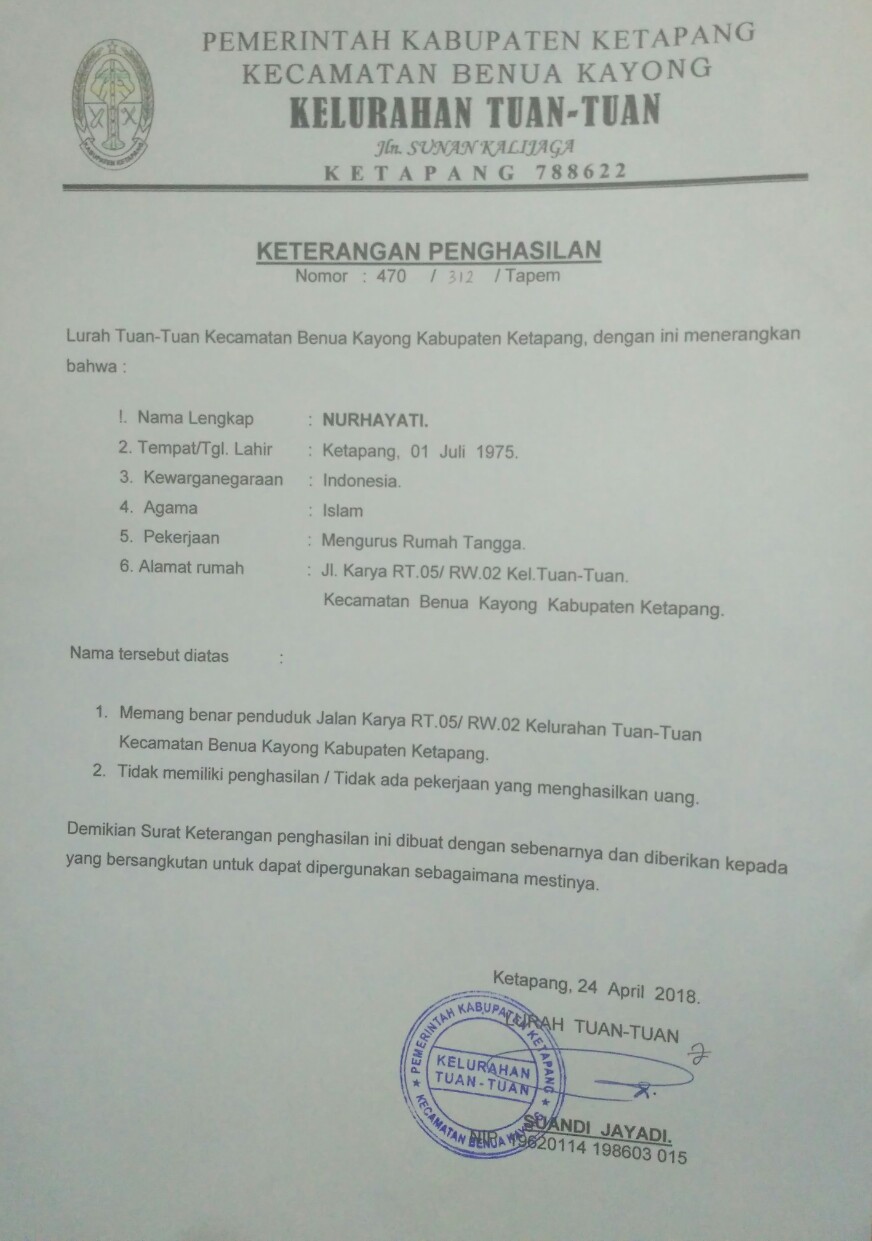 PEMERINTAH KABUPATEN KETAPANG
KECAMATAN BENUA KAYONG
KELURAHAN TUAN-TUAN
Jln. SUNAN KALIJAGA
KETAPANG 788622
KABUPATEN KETAPANG
KETERANGAN PENGHASILAN
Nomor : 470 / 312 / Tapem
Lurah Tuan-Tuan Kecamatan Benua Kayong Kabupaten Ketapang, dengan ini menerangkan
bahwa :
!. Nama Lengkap : NURHAYATI.
2. Tempat/Tgl. Lahir : Ketapang, 01 Juli 1975.
3. Kewarganegaraan : Indonesia.
4. Agama : Islam
5. Pekerjaan : Mengurus Rumah Tangga.
6. Alamat rumah : Jl. Karya RT.05/ RW.02 Kel.Tuan-Tuan.
Kecamatan Benua Kayong Kabupaten Ketapang.
Nama tersebut diatas :
1. Memang benar penduduk Jalan Karya RT.05/ RW.02 Kelurahan Tuan-Tuan
Kecamatan Benua Kayong Kabupaten Ketapang.
2. Tidak memiliki penghasilan / Tidak ada pekerjaan yang menghasilkan uang.
Demikian Surat Keterangan penghasilan ini dibuat dengan sebenarnya dan diberikan kepada
yang bersangkutan untuk dapat dipergunakan sebagaimana mestinya.
Ketapang, 24 April 2018.
LURAH TUAN-TUAN
PEMERINTAH KABUPATEN KETAPANG
KELURAHAN
TUAN-TUAN
KECAMATAN BENUA KAYONG
SUANDI JAYADI.
NIP. 19620114 198603 015